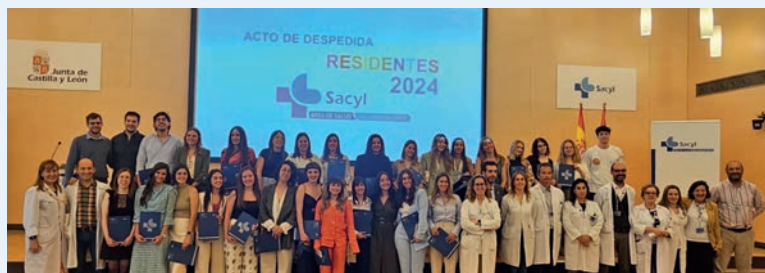 Junta de
Castilla y León
ACTO DE DESPEDIDA
RESIDENTES
2024
Sacyl
Sacyl
Sacyl